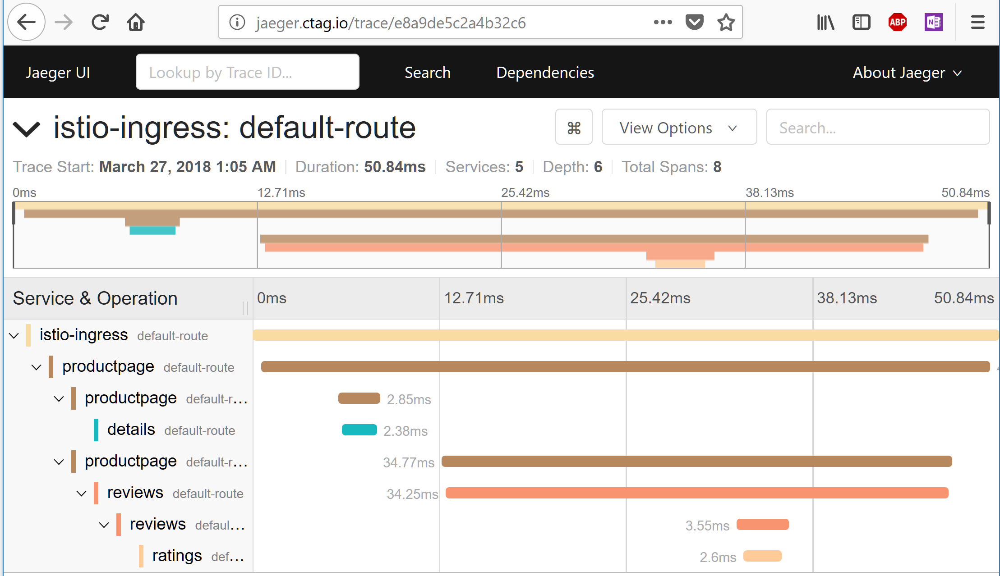 jaeger.ctag.io/trace/e8a9de5c2a4b32c6
ABP
N
Jaeger UI Lookup by Trace ID... Search Dependencies About Jaeger
istio-ingress: default-route
⌘ View Options Search...
Trace Start: March 27, 2018 1:05 AM Duration: 50.84ms Services: 5 Depth: 6 Total Spans: 8
0ms 12.71ms 25.42ms 38.13ms 50.84ms
Service & Operation 0ms 12.71ms 25.42ms 38.13ms 50.84ms
istio-ingress default-route
productpage default-route
productpage default-r... 2.85ms
details default-route 2.38ms
productpage default-r... 34.77ms
reviews default-route 34.25ms
reviews defaul... 3.55ms
ratings def... 2.6ms